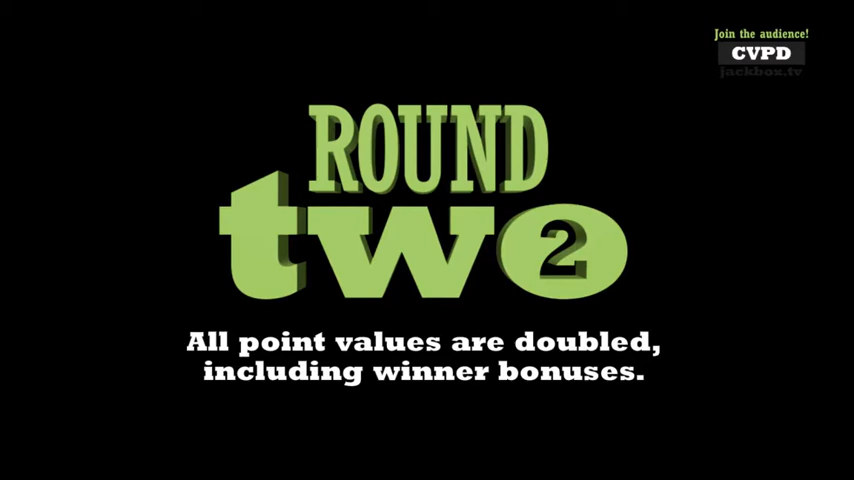 Join the audience!
CVPD
jackbox.tv
ROUND
two
2
All point values are doubled,
including winner bonuses.